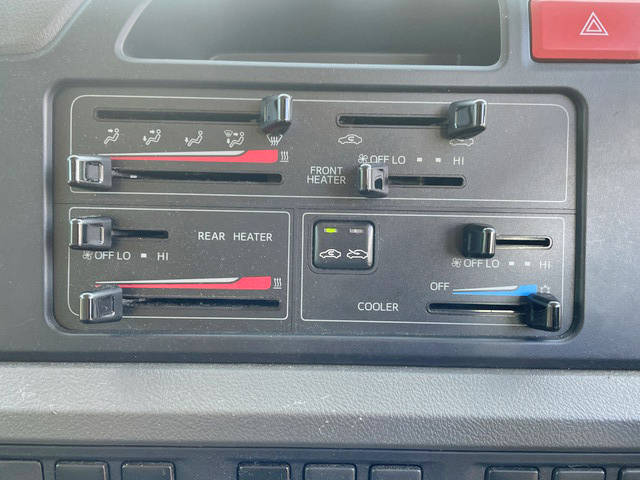 OFF LO HI
FRONT
HEATER
REAR HEATER
OFF LO HI
OFF LO HI
OFF
COOLER